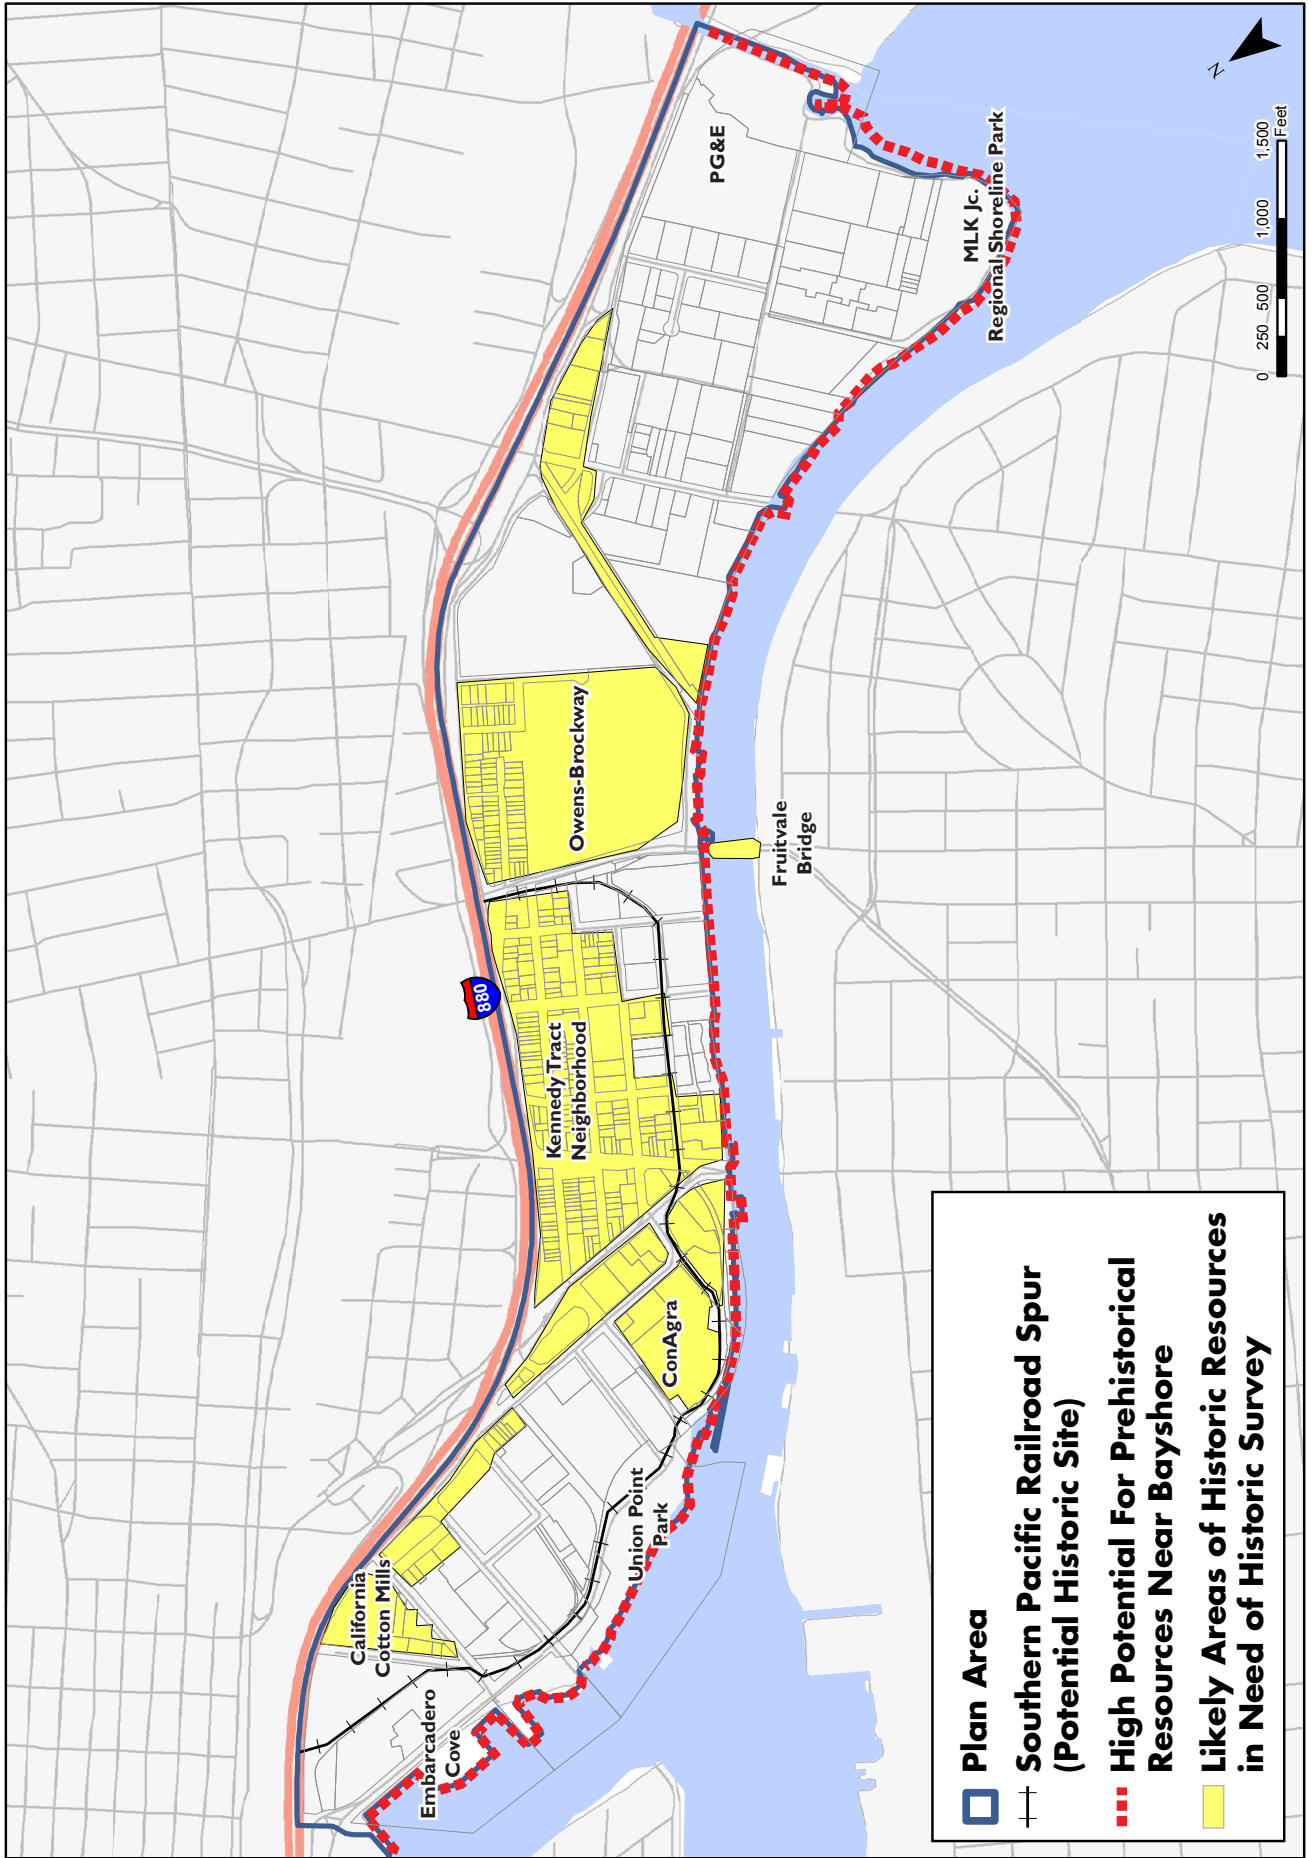 California
Cotton Mills
Embarcadero
Cove
Union Point
Park
ConAgra
Kennedy Tract
Neighborhood
880
Owens-Brockway
Fruitvale
Bridge
PG&E
MLK Jc.
Regional Shoreline Park
N
0 250 500 1,000 1,500
Feet
Plan Area
Southern Pacific Railroad Spur
(Potential Historic Site)
High Potential For Prehistorical
Resources Near Bayshore
Likely Areas of Historic Resources
in Need of Historic Survey